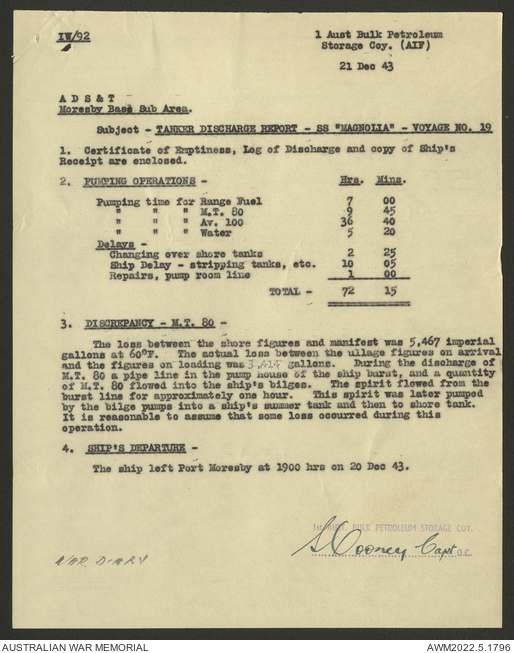 IW/92
1 Aust Bulk Petroleum
Storage Coy. (AIF)
21 Dec 43
A D S & T
Moresby Base Sub Area.
Subject - TANKER DISCHARGE REPORT - SS "MAGNOLIA" - VOYAGE NO. 19
1. Certificate of Emptiness, Log of Discharge and copy of Ship's
Receipt are enclosed.
2. PUMPING OPERATIONS - Hrs. Mins.
Pumping time for Range Fuel 7 00
" " " M.T. 80 9 45
" " " Av. 100 36 40
" " " Water 5 20
Delays -
Changing over shore tanks 2 25
Ship Delay - stripping tanks, etc. 10 05
Repairs, pump room line 1 00
TOTAL - 72 15
3. DISCREPANCY - M.T. 80 -
The loss between the shore figures and manifest was 5,467 imperial
gallons at 60°F. The actual loss between the ullage figures on arrival
and the figures on loading was gallons. During the discharge of
M.T. 80 a pipe line in the pump house of the ship burst, and a quantity
of M.T. 80 flowed into the ship's bilges. The spirit flowed from the
burst line for approximately one hour. This spirit was later pumped
by the bilge pumps into a ship's summer tank and then to shore tank.
It is reasonable to assume that some loss occurred during this
operation.
4. SHIP'S DEPARTURE -
The ship left Port Moresby at 1900 hrs on 20 Dec 43.
1st AUST. BULK PETROLEUM STORAGE COY.
S Cooney Capt O.C.
WAR DIARY
AUSTRALIAN WAR MEMORIAL AWM2022.5.1796